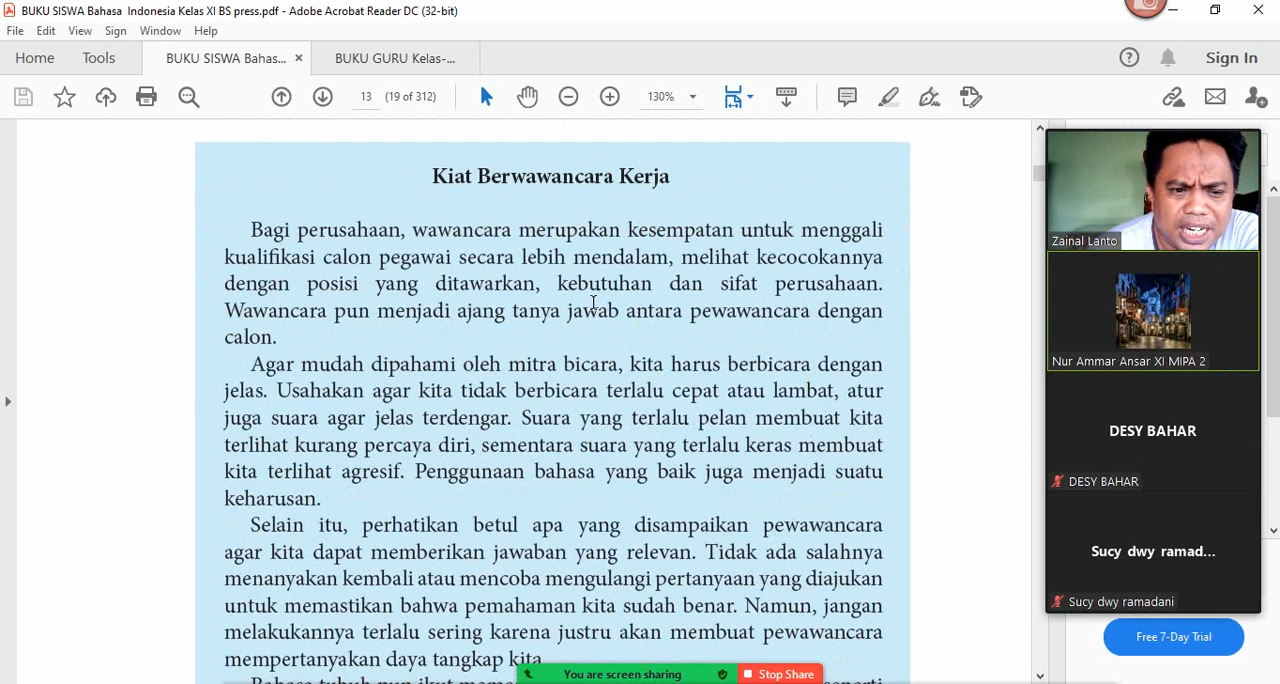 BUKU SISWA Bahasa  Indonesia Kelas XI BS press.pdf - Adobe Acrobat Reader DC (32-bit)
File Edit View Sign Window Help
Home Tools BUKU SISWA Bahas... × BUKU GURU Kelas-... Sign In
13 (19 of 312) 130%
Kiat Berwawancara Kerja
Bagi perusahaan, wawancara merupakan kesempatan untuk menggali
kualifikasi calon pegawai secara lebih mendalam, melihat kecocokannya
dengan posisi yang ditawarkan, kebutuhan dan sifat perusahaan.
Wawancara pun menjadi ajang tanya jawab antara pewawancara dengan
calon.
Agar mudah dipahami oleh mitra bicara, kita harus berbicara dengan
jelas. Usahakan agar kita tidak berbicara terlalu cepat atau lambat, atur
juga suara agar jelas terdengar. Suara yang terlalu pelan membuat kita
terlihat kurang percaya diri, sementara suara yang terlalu keras membuat
kita terlihat agresif. Penggunaan bahasa yang baik juga menjadi suatu
keharusan.
Selain itu, perhatikan betul apa yang disampaikan pewawancara
agar kita dapat memberikan jawaban yang relevan. Tidak ada salahnya
menanyakan kembali atau mencoba mengulangi pertanyaan yang diajukan
untuk memastikan bahwa pemahaman kita sudah benar. Namun, jangan
melakukannya terlalu sering karena justru akan membuat pewawancara
mempertanyakan daya tangkap kita.
Bahasa tubuh pun ikut
Zainal Lanto
Nur Ammar Ansar XI MIPA 2
DESY BAHAR
DESY BAHAR
Sucy dwy ramad...
Sucy dwy ramadani
Free 7-Day Trial
You are screen sharing Stop Share